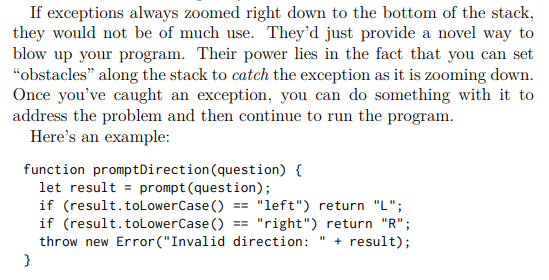 If exceptions always zoomed right down to the bottom of the stack,
they would not be of much use. They’d just provide a novel way to
blow up your program. Their power lies in the fact that you can set
“obstacles” along the stack to catch the exception as it is zooming down.
Once you’ve caught an exception, you can do something with it to
address the problem and then continue to run the program.
Here’s an example:
function promptDirection(question) {
  let result = prompt(question);
  if (result.toLowerCase() == "left") return "L";
  if (result.toLowerCase() == "right") return "R";
  throw new Error("Invalid direction: " + result);
}